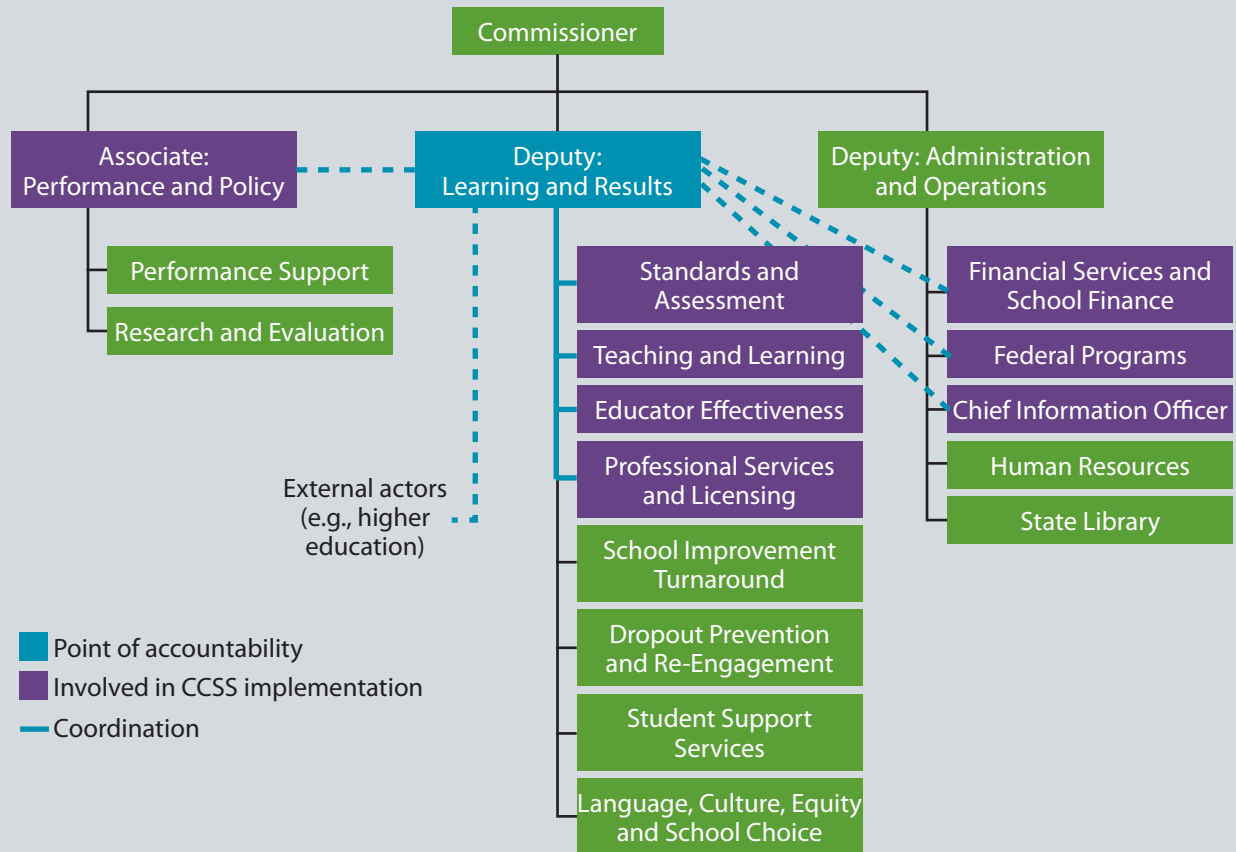 Commissioner
Associate:
Performance and Policy
Deputy:
Learning and Results
Deputy: Administration
and Operations
Performance Support
Research and Evaluation
Standards and
Assessment
Teaching and Learning
Educator Effectiveness
Professional Services
and Licensing
School Improvement
Turnaround
Dropout Prevention
and Re-Engagement
Student Support
Services
Language, Culture, Equity
and School Choice
Financial Services and
School Finance
Federal Programs
Chief Information Officer
Human Resources
State Library
External actors
(e.g., higher
education)
Point of accountability
Involved in CCSS implementation
Coordination